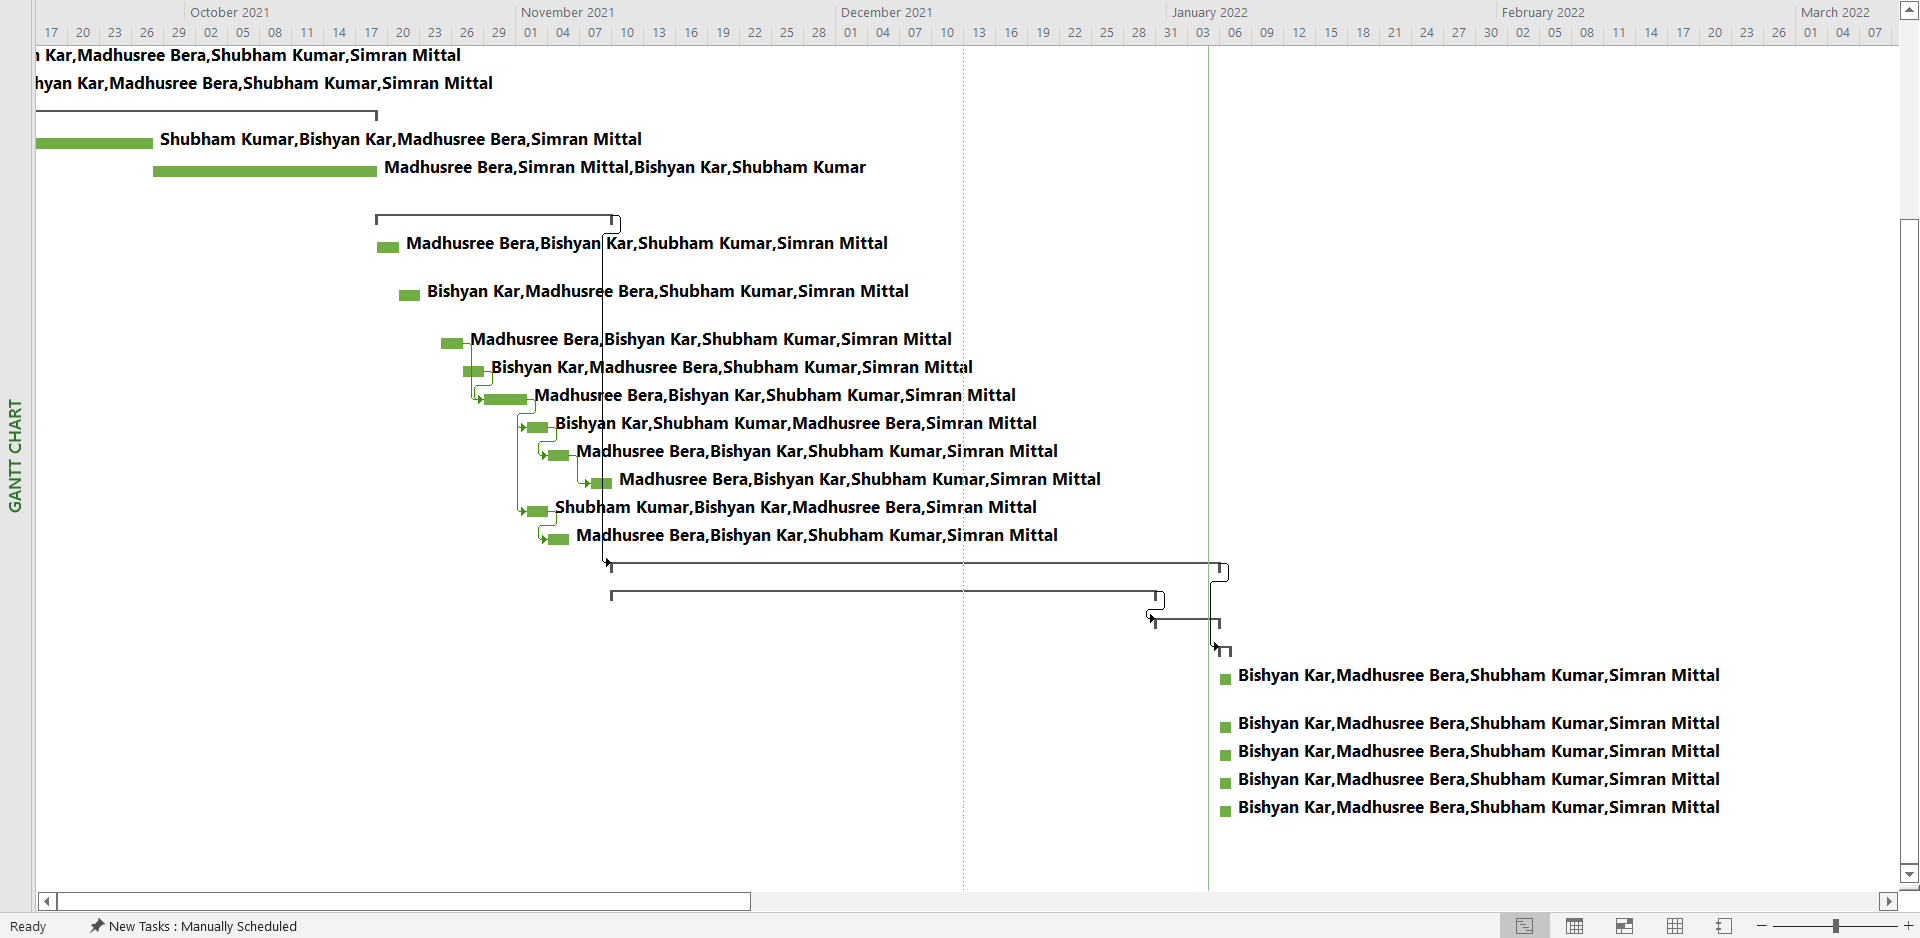 October 2021 November 2021 December 2021 January 2022 February 2022 March 2022
17 20 23 26 29 02 05 08 11 14 17 20 23 26 29 01 04 07 10 13 16 19 22 25 28 01 04 07 10 13 16 19 22 25 28 31 03 06 09 12 15 18 21 24 27 30 02 05 08 11 14 17 20 23 26 01 04 07
Kar,Madhusree Bera,Shubham Kumar,Simran Mittal
hyan Kar,Madhusree Bera,Shubham Kumar,Simran Mittal
Shubham Kumar,Bishyan Kar,Madhusree Bera,Simran Mittal
Madhusree Bera,Simran Mittal,Bishyan Kar,Shubham Kumar
Madhusree Bera,Bishyan Kar,Shubham Kumar,Simran Mittal
Bishyan Kar,Madhusree Bera,Shubham Kumar,Simran Mittal
Madhusree Bera,Bishyan Kar,Shubham Kumar,Simran Mittal
Bishyan Kar,Madhusree Bera,Shubham Kumar,Simran Mittal
Madhusree Bera,Bishyan Kar,Shubham Kumar,Simran Mittal
Bishyan Kar,Shubham Kumar,Madhusree Bera,Simran Mittal
Madhusree Bera,Bishyan Kar,Shubham Kumar,Simran Mittal
Madhusree Bera,Bishyan Kar,Shubham Kumar,Simran Mittal
Shubham Kumar,Bishyan Kar,Madhusree Bera,Simran Mittal
Madhusree Bera,Bishyan Kar,Shubham Kumar,Simran Mittal
Bishyan Kar,Madhusree Bera,Shubham Kumar,Simran Mittal
Bishyan Kar,Madhusree Bera,Shubham Kumar,Simran Mittal
Bishyan Kar,Madhusree Bera,Shubham Kumar,Simran Mittal
Bishyan Kar,Madhusree Bera,Shubham Kumar,Simran Mittal
Bishyan Kar,Madhusree Bera,Shubham Kumar,Simran Mittal
GANTT CHART
Ready New Tasks : Manually Scheduled